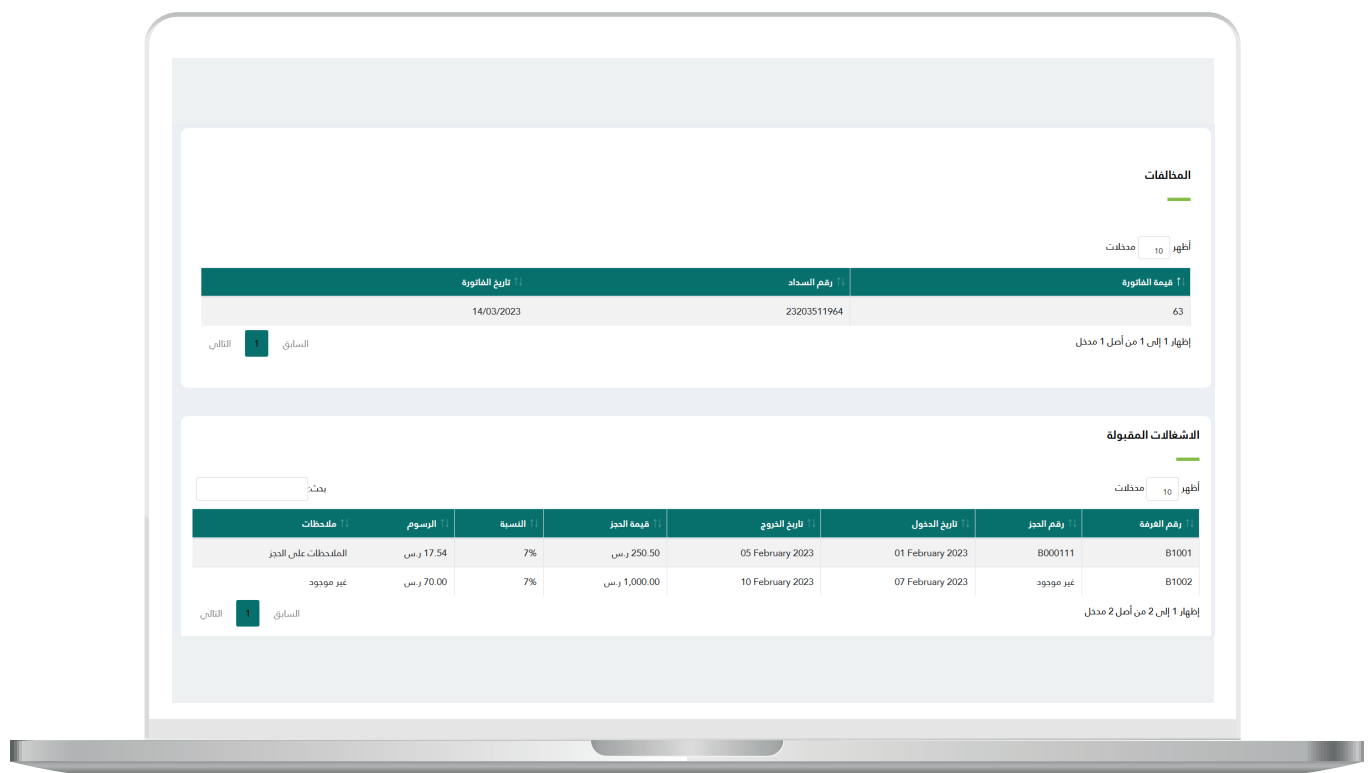 المخالفات
أظهر 10 مدخلات
قيمة الفاتورة رقم السداد تاريخ الفاتورة
63 23203511964 14/03/2023
إظهار 1 إلى 1 من أصل 1 مدخل السابق 1 التالي
الاشغالات المقبولة
أظهر 10 مدخلات بحث:
رقم الغرفة رقم الحجز تاريخ الدخول تاريخ الخروج قيمة الحجز النسبة الرسوم ملاحظات
B1001 B000111 01 February 2023 05 February 2023 250.50 ر.س 7% 17.54 ر.س الملاحظات على الحجز
B1002 غير موجود 07 February 2023 10 February 2023 1,000.00 ر.س 7% 70.00 ر.س غير موجود
إظهار 1 إلى 2 من أصل 2 مدخل السابق 1 التالي